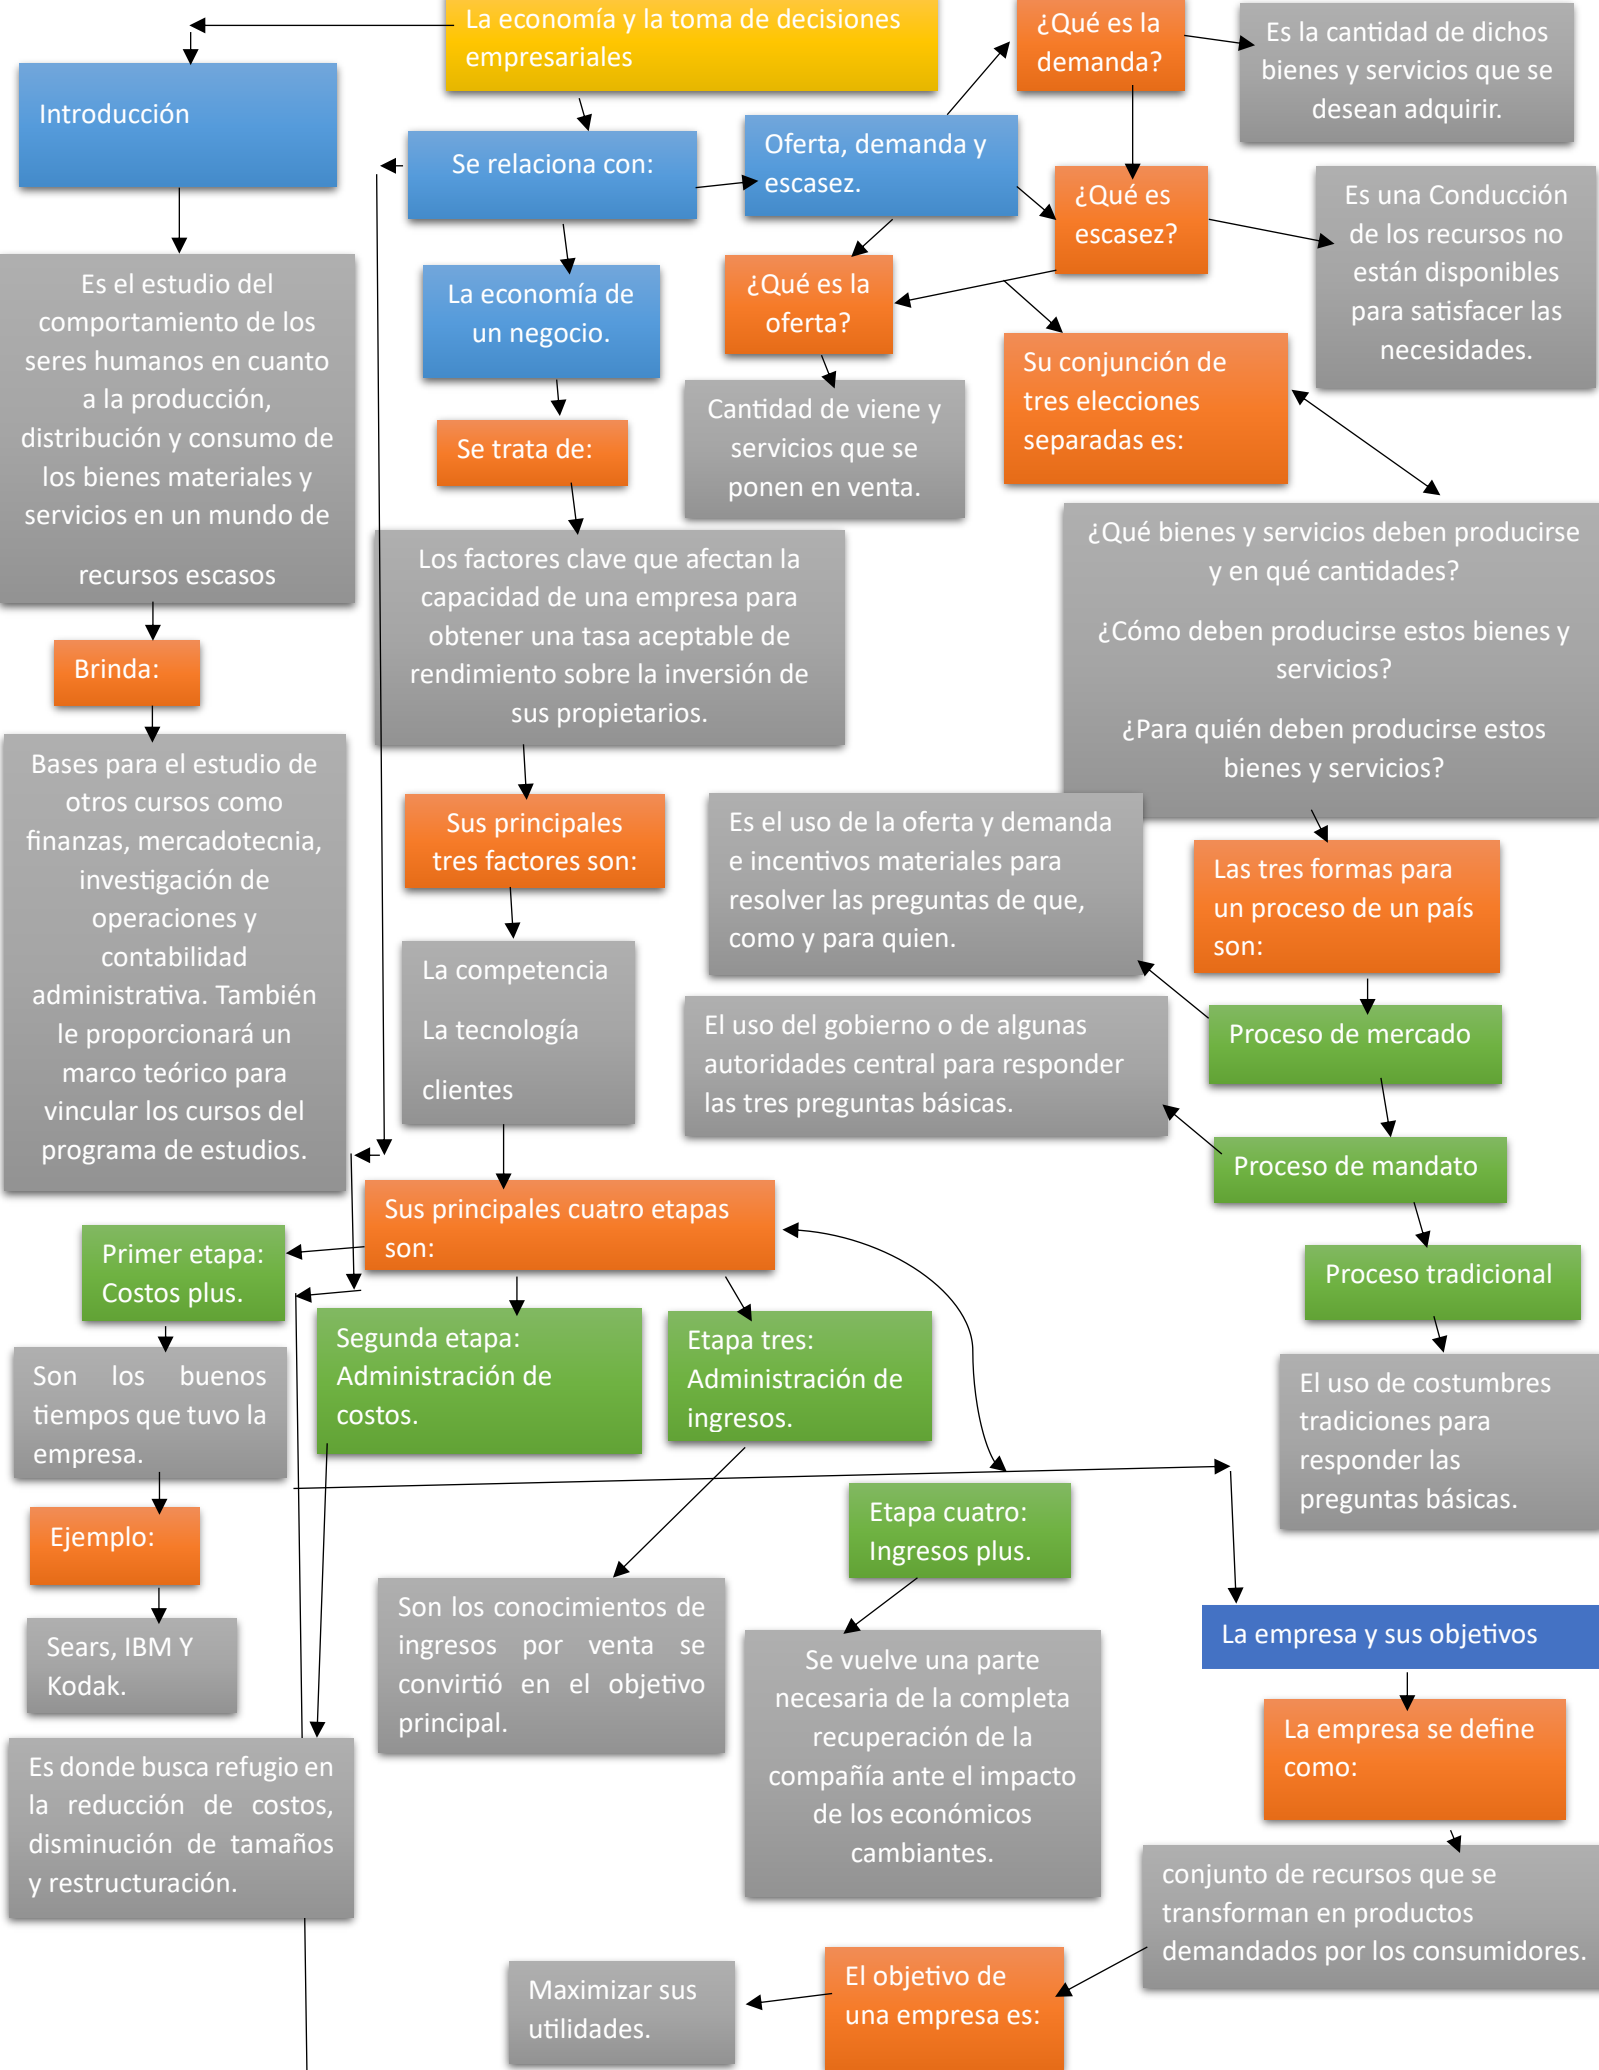 La economía y la toma de decisiones
empresariales
Introducción
Es el estudio del
comportamiento de los
seres humanos en cuanto
a la producción,
distribución y consumo de
los bienes materiales y
servicios en un mundo de
recursos escasos
Brinda:
Bases para el estudio de
otros cursos como
finanzas, mercadotecnia,
investigación de
operaciones y
contabilidad
administrativa. También
le proporcionará un
marco teórico para
vincular los cursos del
programa de estudios.
Se relaciona con:
La economía de
un negocio.
Se trata de:
Los factores clave que afectan la
capacidad de una empresa para
obtener una tasa aceptable de
rendimiento sobre la inversión de
sus propietarios.
Sus principales
tres factores son:
La competencia
La tecnología
clientes
Sus principales cuatro etapas
son:
Primer etapa:
Costos plus.
Son los buenos
tiempos que tuvo la
empresa.
Ejemplo:
Sears, IBM Y
Kodak.
Segunda etapa:
Administración de
costos.
Es donde busca refugio en
la reducción de costos,
disminución de tamaños
y restructuración.
Etapa tres:
Administración de
ingresos.
Son los conocimientos de
ingresos por venta se
convirtió en el objetivo
principal.
Etapa cuatro:
Ingresos plus.
Se vuelve una parte
necesaria de la completa
recuperación de la
compañía ante el impacto
de los económicos
cambiantes.
Oferta, demanda y
escasez.
¿Qué es la
demanda?
Es la cantidad de dichos
bienes y servicios que se
desean adquirir.
¿Qué es
escasez?
Es una Conducción
de los recursos no
están disponibles
para satisfacer las
necesidades.
¿Qué es la
oferta?
Cantidad de viene y
servicios que se
ponen en venta.
Su conjunción de
tres elecciones
separadas es:
¿Qué bienes y servicios deben producirse
y en qué cantidades?
¿Cómo deben producirse estos bienes y
servicios?
¿Para quién deben producirse estos
bienes y servicios?
Las tres formas para
un proceso de un país
son:
Proceso de mercado
Es el uso de la oferta y demanda
e incentivos materiales para
resolver las preguntas de que,
como y para quien.
Proceso de mandato
El uso del gobierno o de algunas
autoridades central para responder
las tres preguntas básicas.
Proceso tradicional
El uso de costumbres
tradiciones para
responder las
preguntas básicas.
La empresa y sus objetivos
La empresa se define
como:
conjunto de recursos que se
transforman en productos
demandados por los consumidores.
El objetivo de
una empresa es:
Maximizar sus
utilidades.